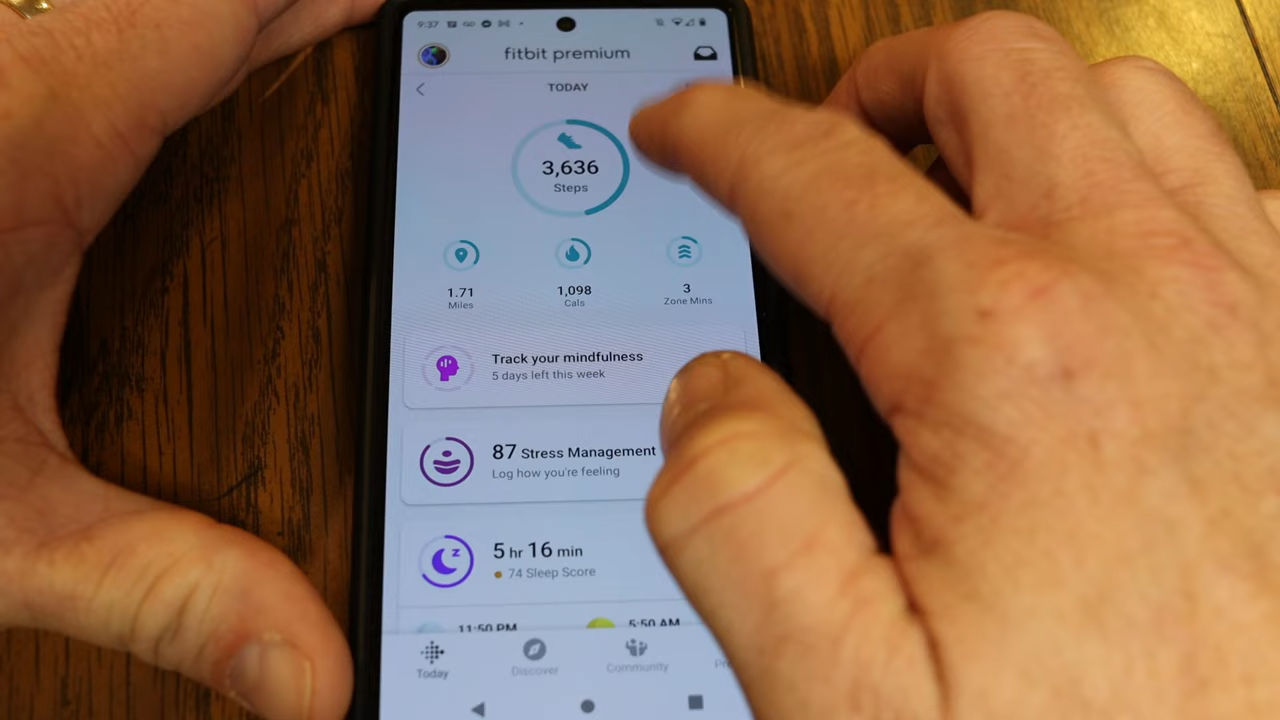 9:37
fitbit premium
TODAY
3,636
Steps
1.71
Miles
1,098
Cals
3
Zone Mins
Track your mindfulness
5 days left this week
87 Stress Management
Log how you're feeling
5 hr 16 min
74 Sleep Score
11:50 PM
5:50 AM
Today
Discover
Community